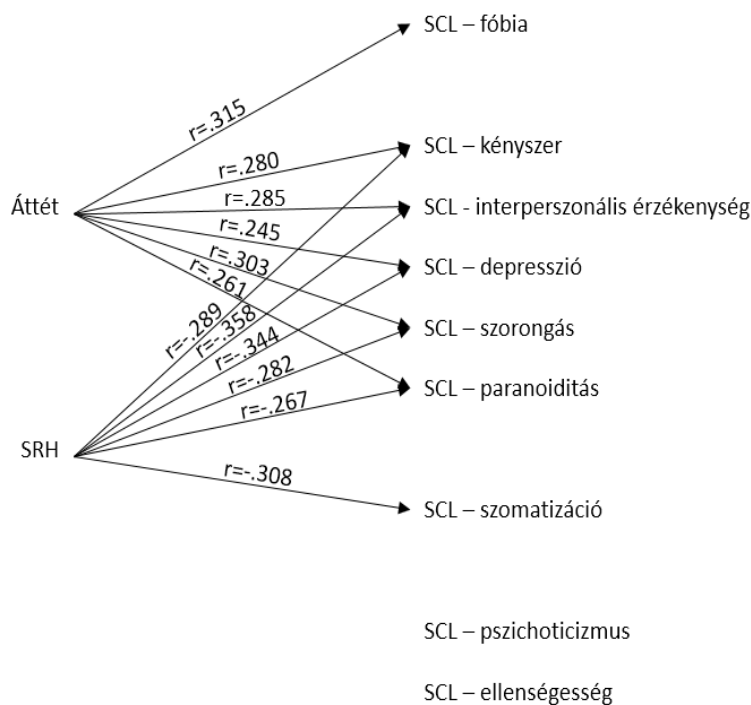 SCL – fóbia
r=.315
SCL – kényszer
r=.280
r=.285
Áttét
SCL - interperszonális érzékenység
r=.245
r=.303
SCL – depresszió
r=.261
r=-.289
r=-.358
SCL – szorongás
r=-.344
r=-.282
SCL – paranoiditás
r=-.267
SRH
r=-.308
SCL – szomatizáció
SCL – pszichoticizmus
SCL – ellenségesség